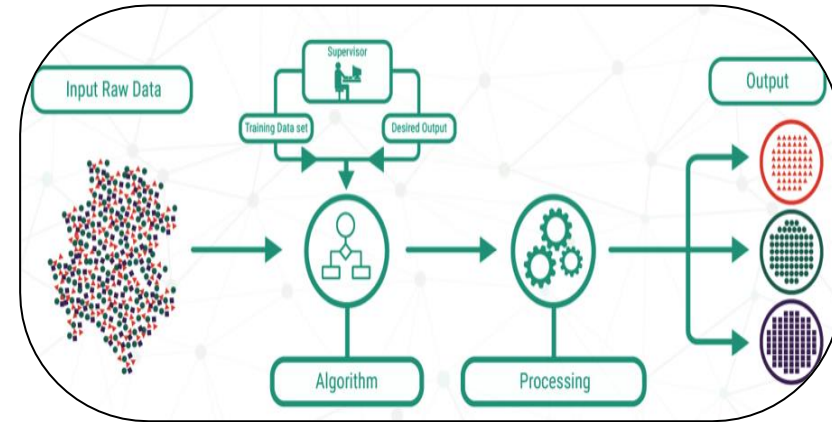 Input Raw Data
Supervisor
Training Data set
Desired Output
Output
Algorithm
Processing